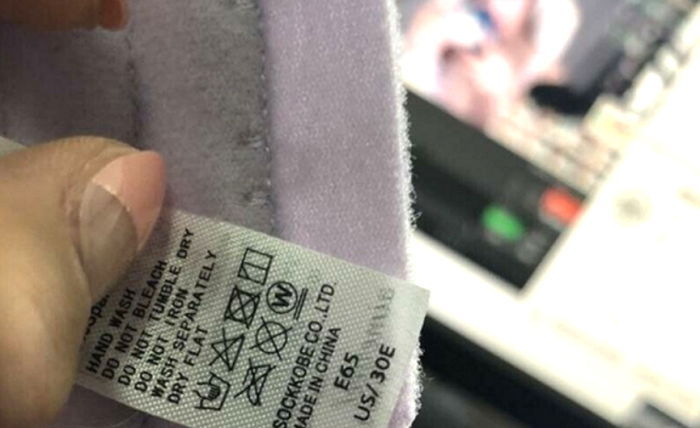 HAND WASH
DO NOT BLEACH
DO NOT TUMBLE DRY
DO NOT IRON
WASH SEPARATELY
DRY FLAT
W
SOCKKOBE CO.,LTD
MADE IN CHINA
E65
US/30E